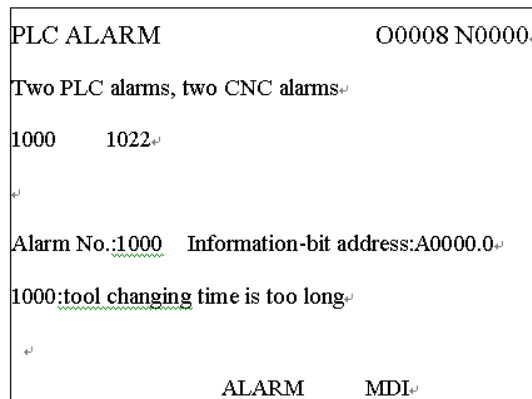 PLC ALARM O0008 N0000
Two PLC alarms, two CNC alarms
1000 1022
Alarm No.:1000 Information-bit address:A0000.0
1000:tool changing time is too long
ALARM MDI